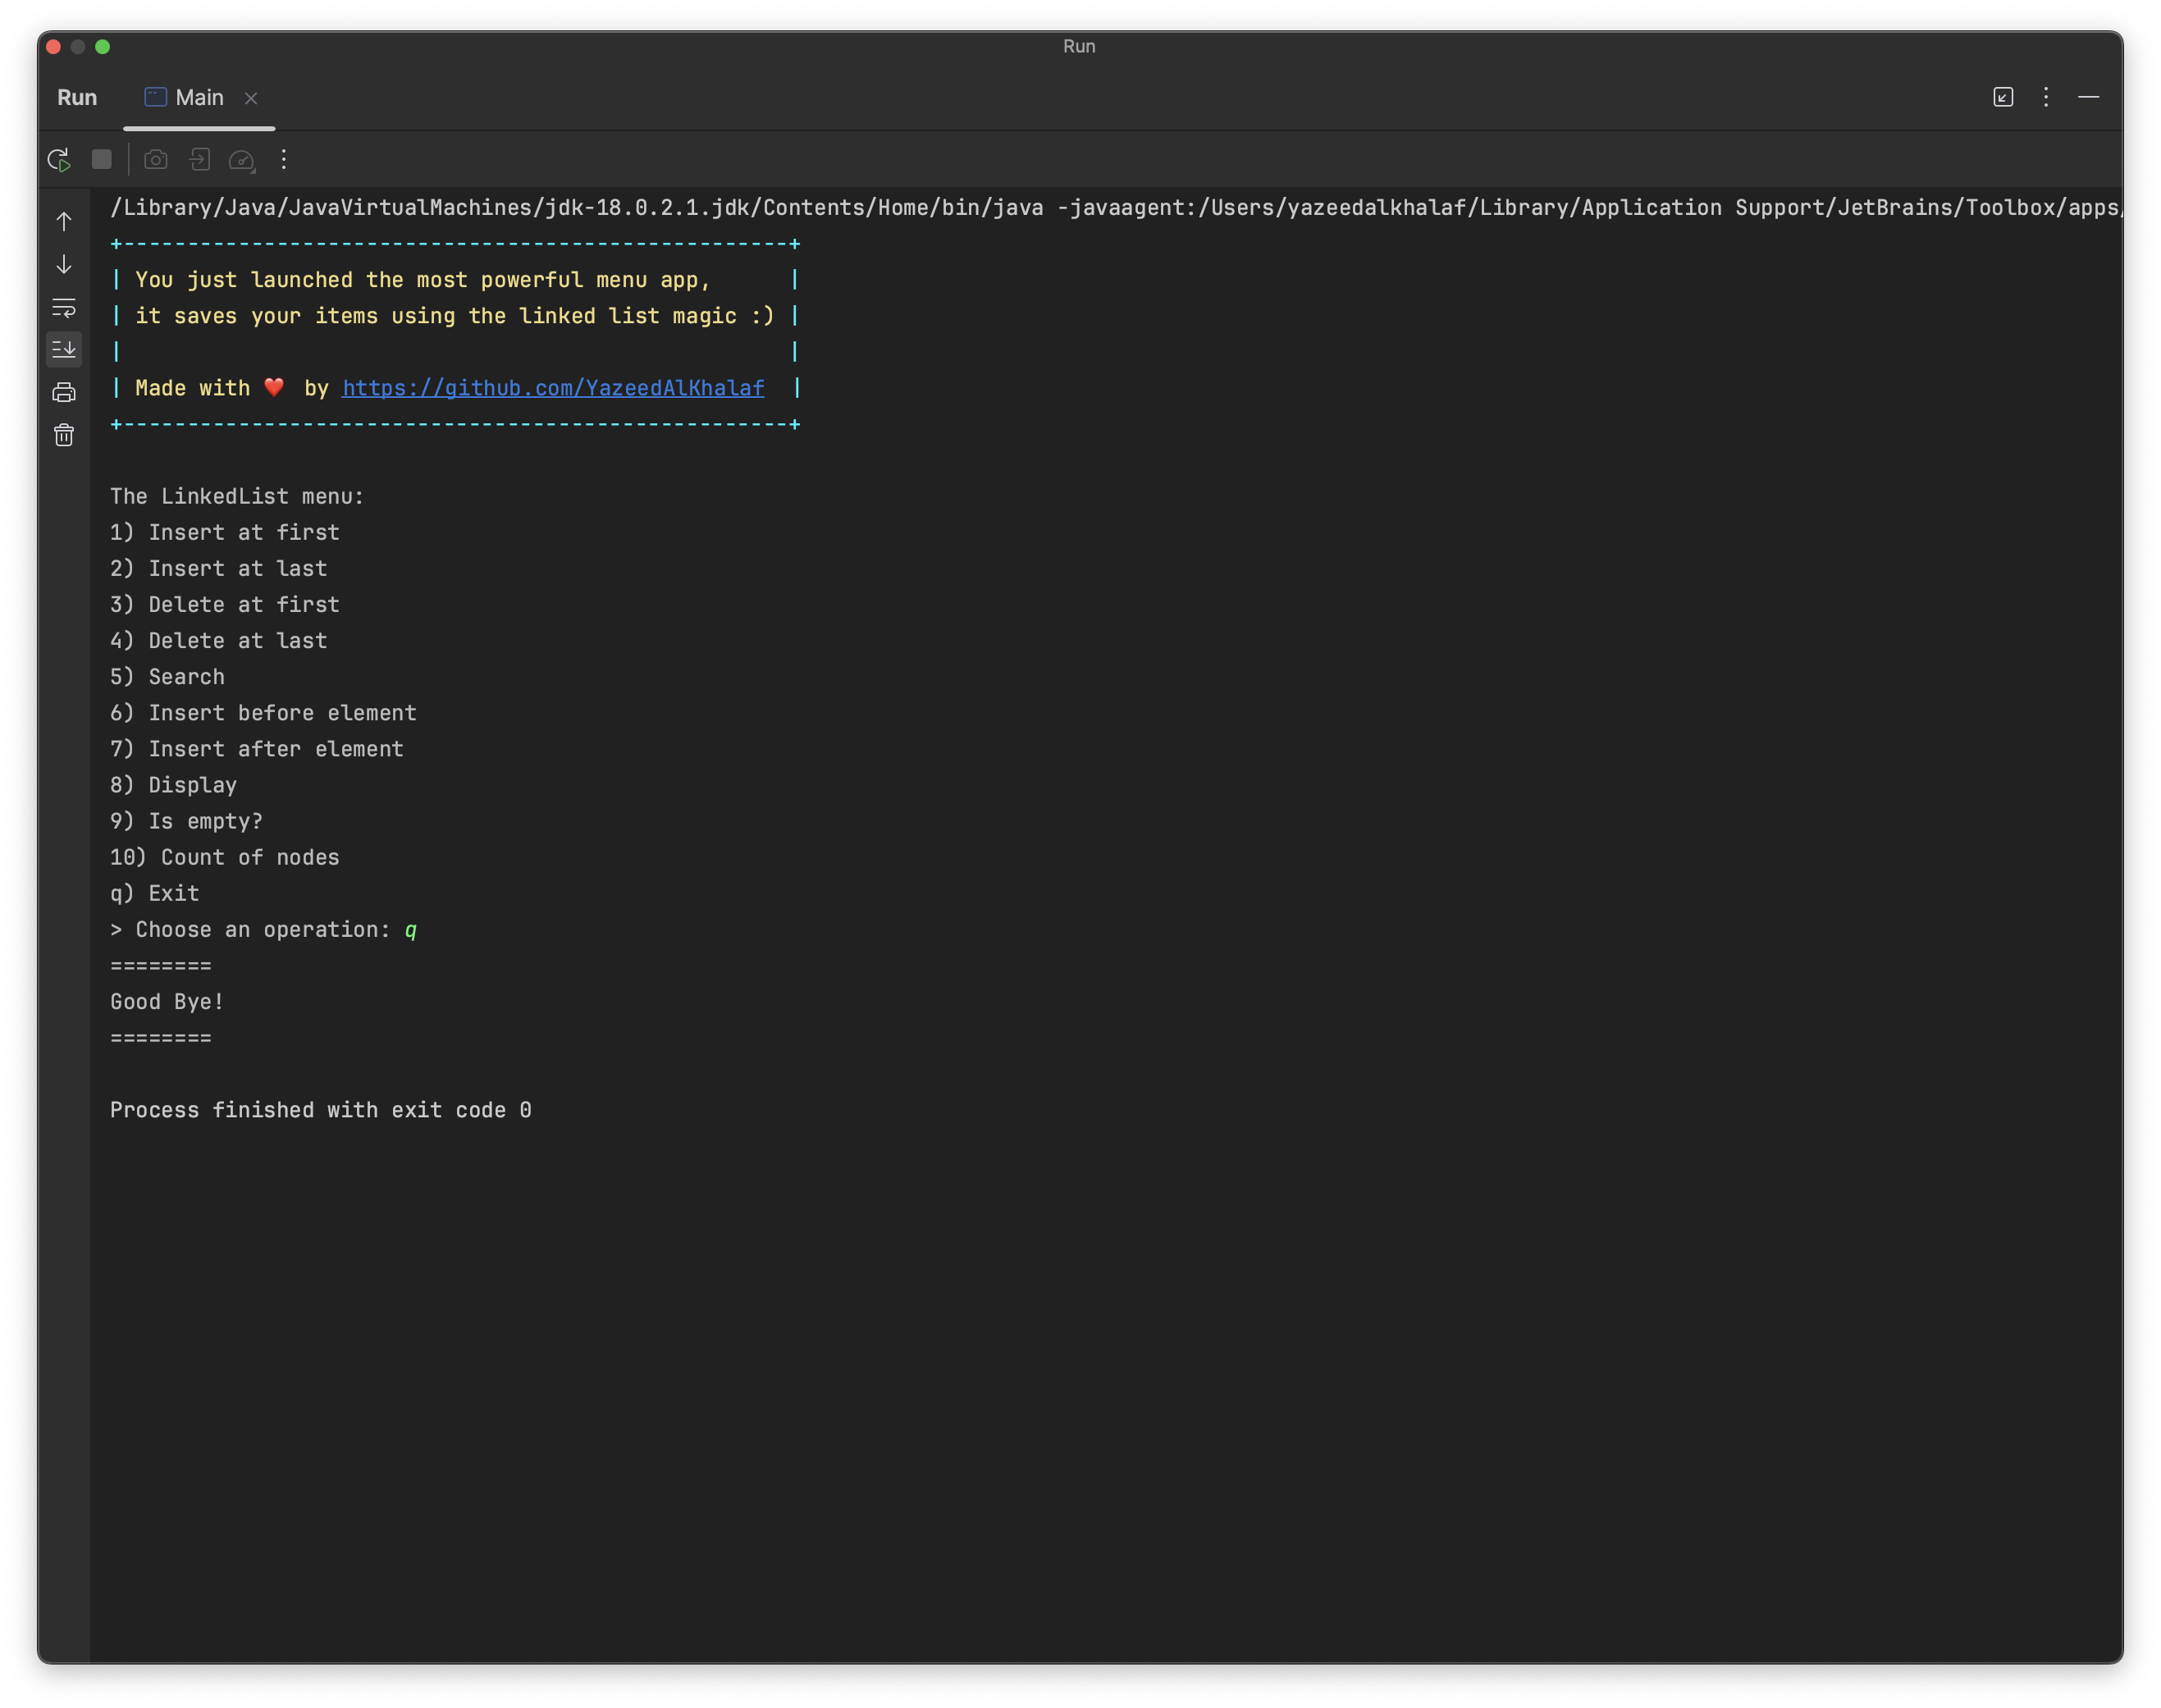 Run
Run Main
/Library/Java/JavaVirtualMachines/jdk-18.0.2.1.jdk/Contents/Home/bin/java -javaagent:/Users/yazeedalkhalaf/Library/Application Support/JetBrains/Toolbox/apps/
+----------------------------------------------------+
| You just launched the most powerful menu app,      |
| it saves your items using the linked list magic :) |
|                                                    |
| Made with ❤️ by https://github.com/YazeedAlKhalaf  |
+----------------------------------------------------+
The LinkedList menu:
1) Insert at first
2) Insert at last
3) Delete at first
4) Delete at last
5) Search
6) Insert before element
7) Insert after element
8) Display
9) Is empty?
10) Count of nodes
q) Exit
> Choose an operation: q
========
Good Bye!
========
Process finished with exit code 0